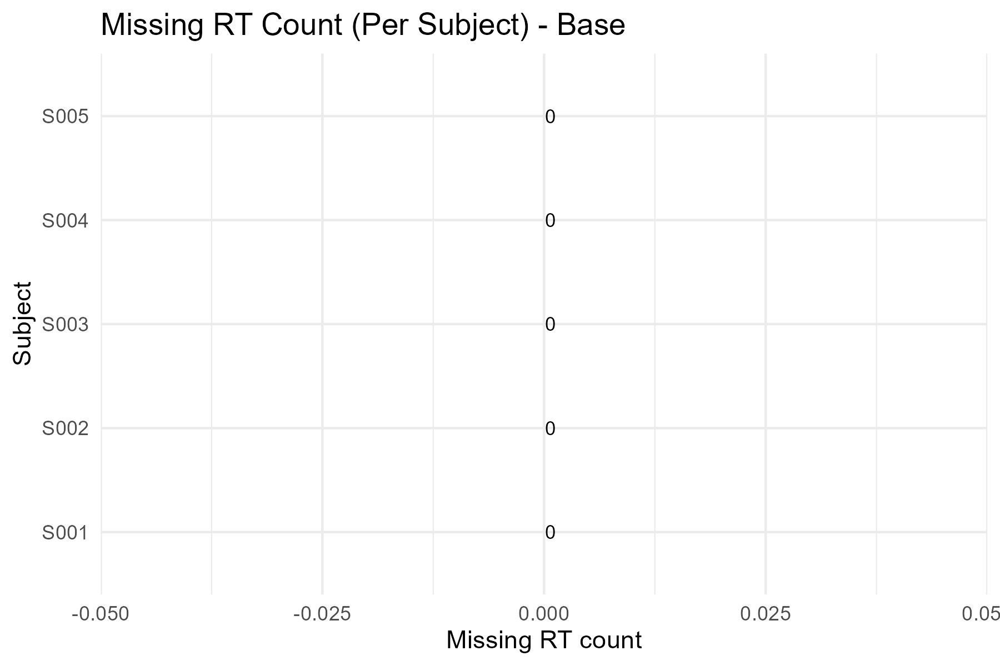 Missing RT Count (Per Subject) - Base
Subject
S005
0
S004
0
S003
0
S002
0
S001
0
-0.050
-0.025
0.000
0.025
0.05
Missing RT count